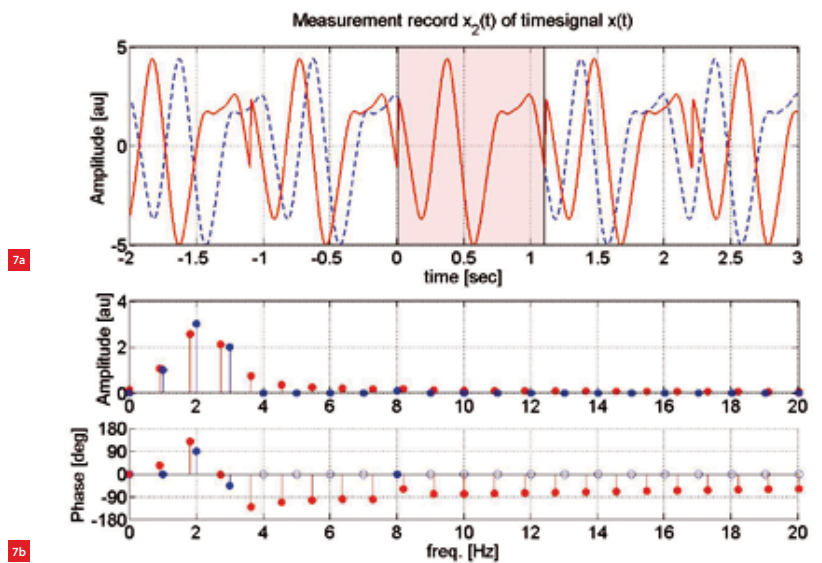 Measurement record x₂(t) of timesignal x(t)
Amplitude [au]
5
0
-5
-2 -1.5 -1 -0.5 0 0.5 1 1.5 2 2.5 3
time [sec]
7a
Amplitude [au]
4
2
0
0 2 4 6 8 10 12 14 16 18 20
Phase [deg]
180
90
0
-90
-180
0 2 4 6 8 10 12 14 16 18 20
freq. [Hz]
7b